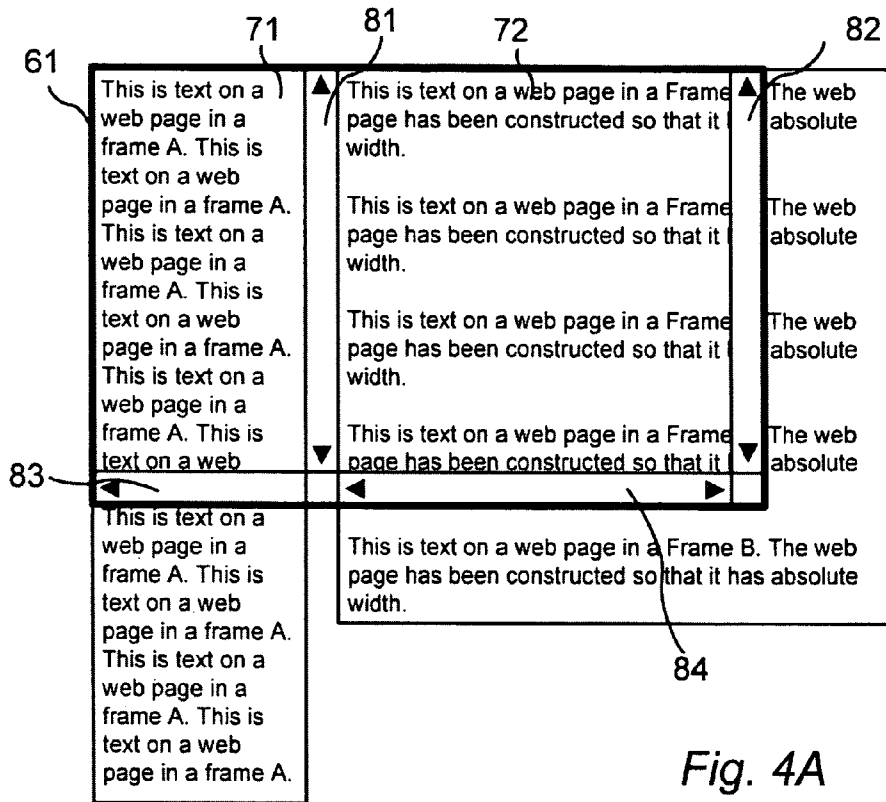 71
81
72
82
61
This is text on a
web page in a
frame A. This is
text on a web
page in a frame A.
This is text on a
web page in a
frame A. This is
text on a web
page in a frame A.
This is text on a
web page in a
frame A. This is
text on a web
This is text on a
web page in a
frame A. This is
text on a web
page in a frame A.
This is text on a
web page in a
frame A. This is
text on a web
page in a frame A.
This is text on a web page in a Frame The web
page has been constructed so that it absolute
width.
This is text on a web page in a Frame The web
page has been constructed so that it absolute
width.
This is text on a web page in a Frame The web
page has been constructed so that it absolute
width.
This is text on a web page in a Frame The web
page has been constructed so that it absolute
This is text on a web page in a Frame B. The web
page has been constructed so that it has absolute
width.
83
84
Fig. 4A